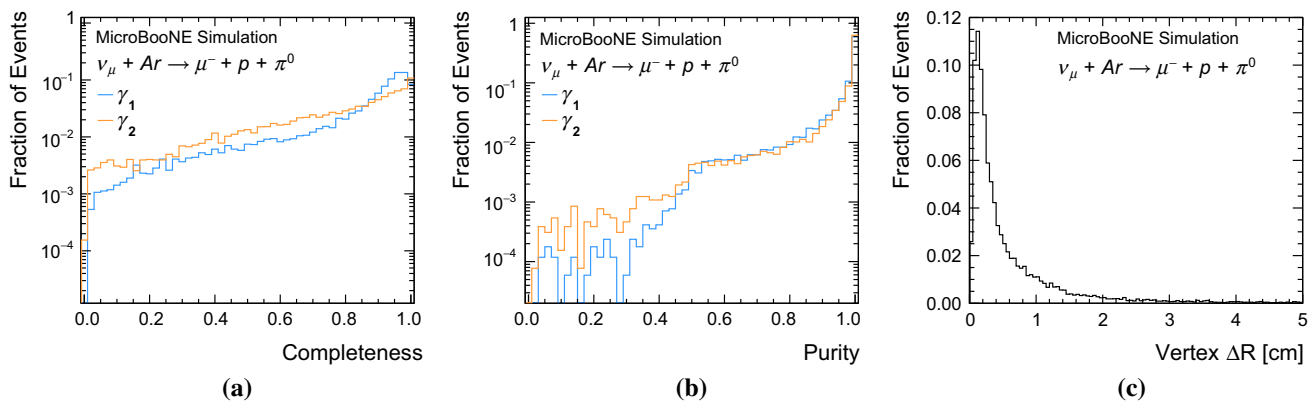 Fraction of Events
1
10⁻¹
10⁻²
10⁻³
10⁻⁴
MicroBooNE Simulation
νμ + Ar → μ⁻ + p + π⁰
γ₁
γ₂
0.0 0.2 0.4 0.6 0.8 1.0
Completeness
(a)
Fraction of Events
1
10⁻¹
10⁻²
10⁻³
10⁻⁴
MicroBooNE Simulation
νμ + Ar → μ⁻ + p + π⁰
γ₁
γ₂
0.0 0.2 0.4 0.6 0.8 1.0
Purity
(b)
Fraction of Events
0.12
0.10
0.08
0.06
0.04
0.02
0.00
MicroBooNE Simulation
νμ + Ar → μ⁻ + p + π⁰
0 1 2 3 4 5
Vertex ΔR [cm]
(c)